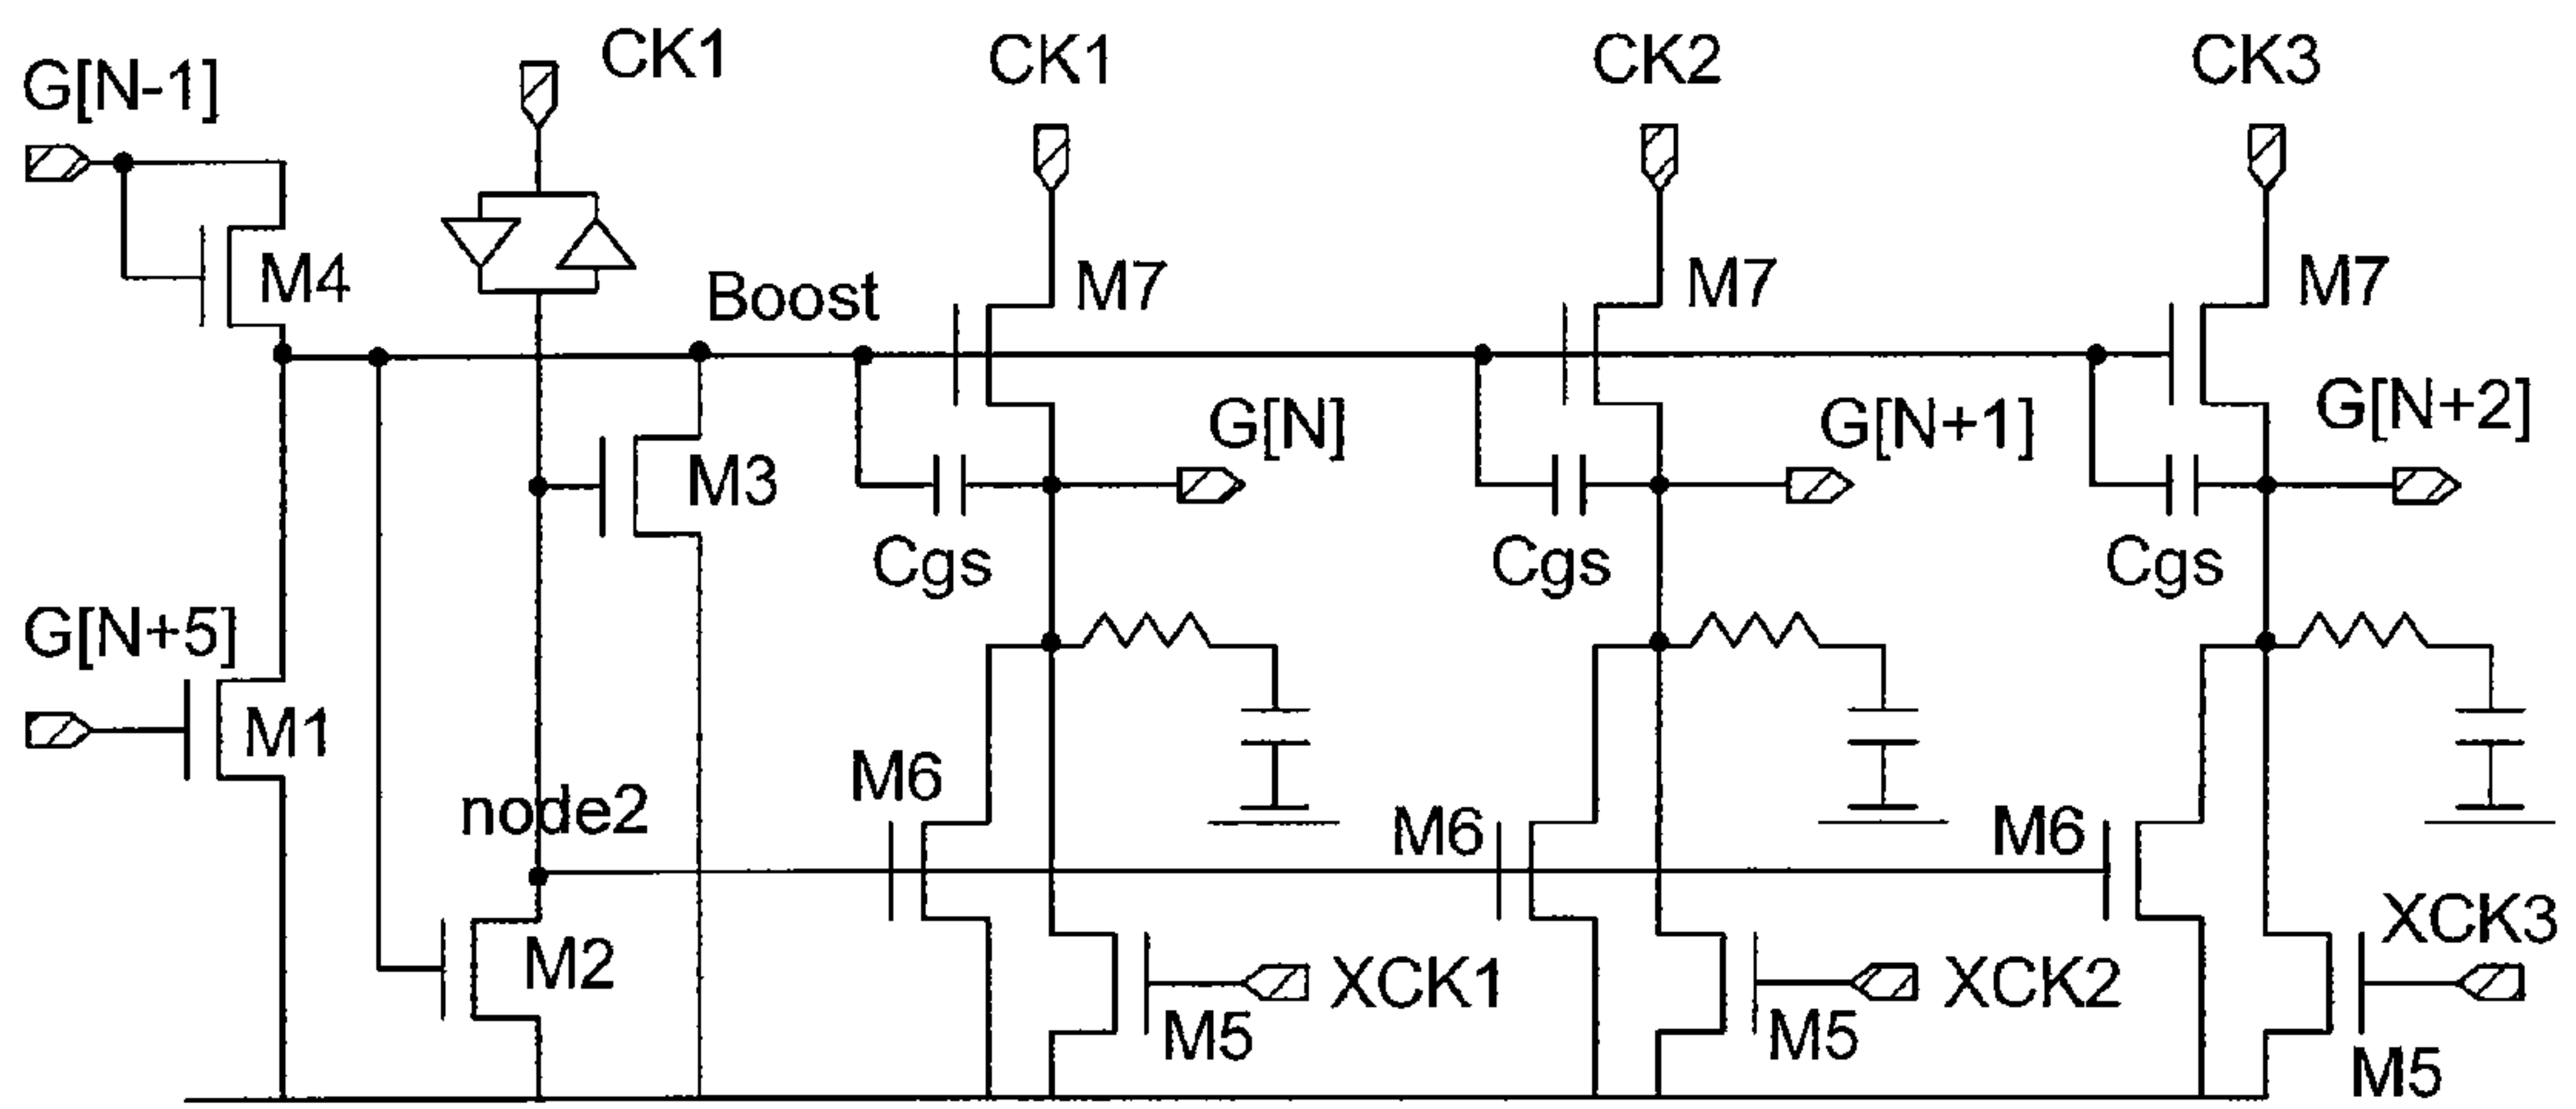 G[N-1]
CK1
CK1
CK2
CK3
M4
Boost
M7
M7
M7
M3
G[N]
G[N+1]
G[N+2]
Cgs
Cgs
Cgs
G[N+5]
M1
node2
M6
M6
M6
M2
XCK1
XCK2
XCK3
M5
M5
M5